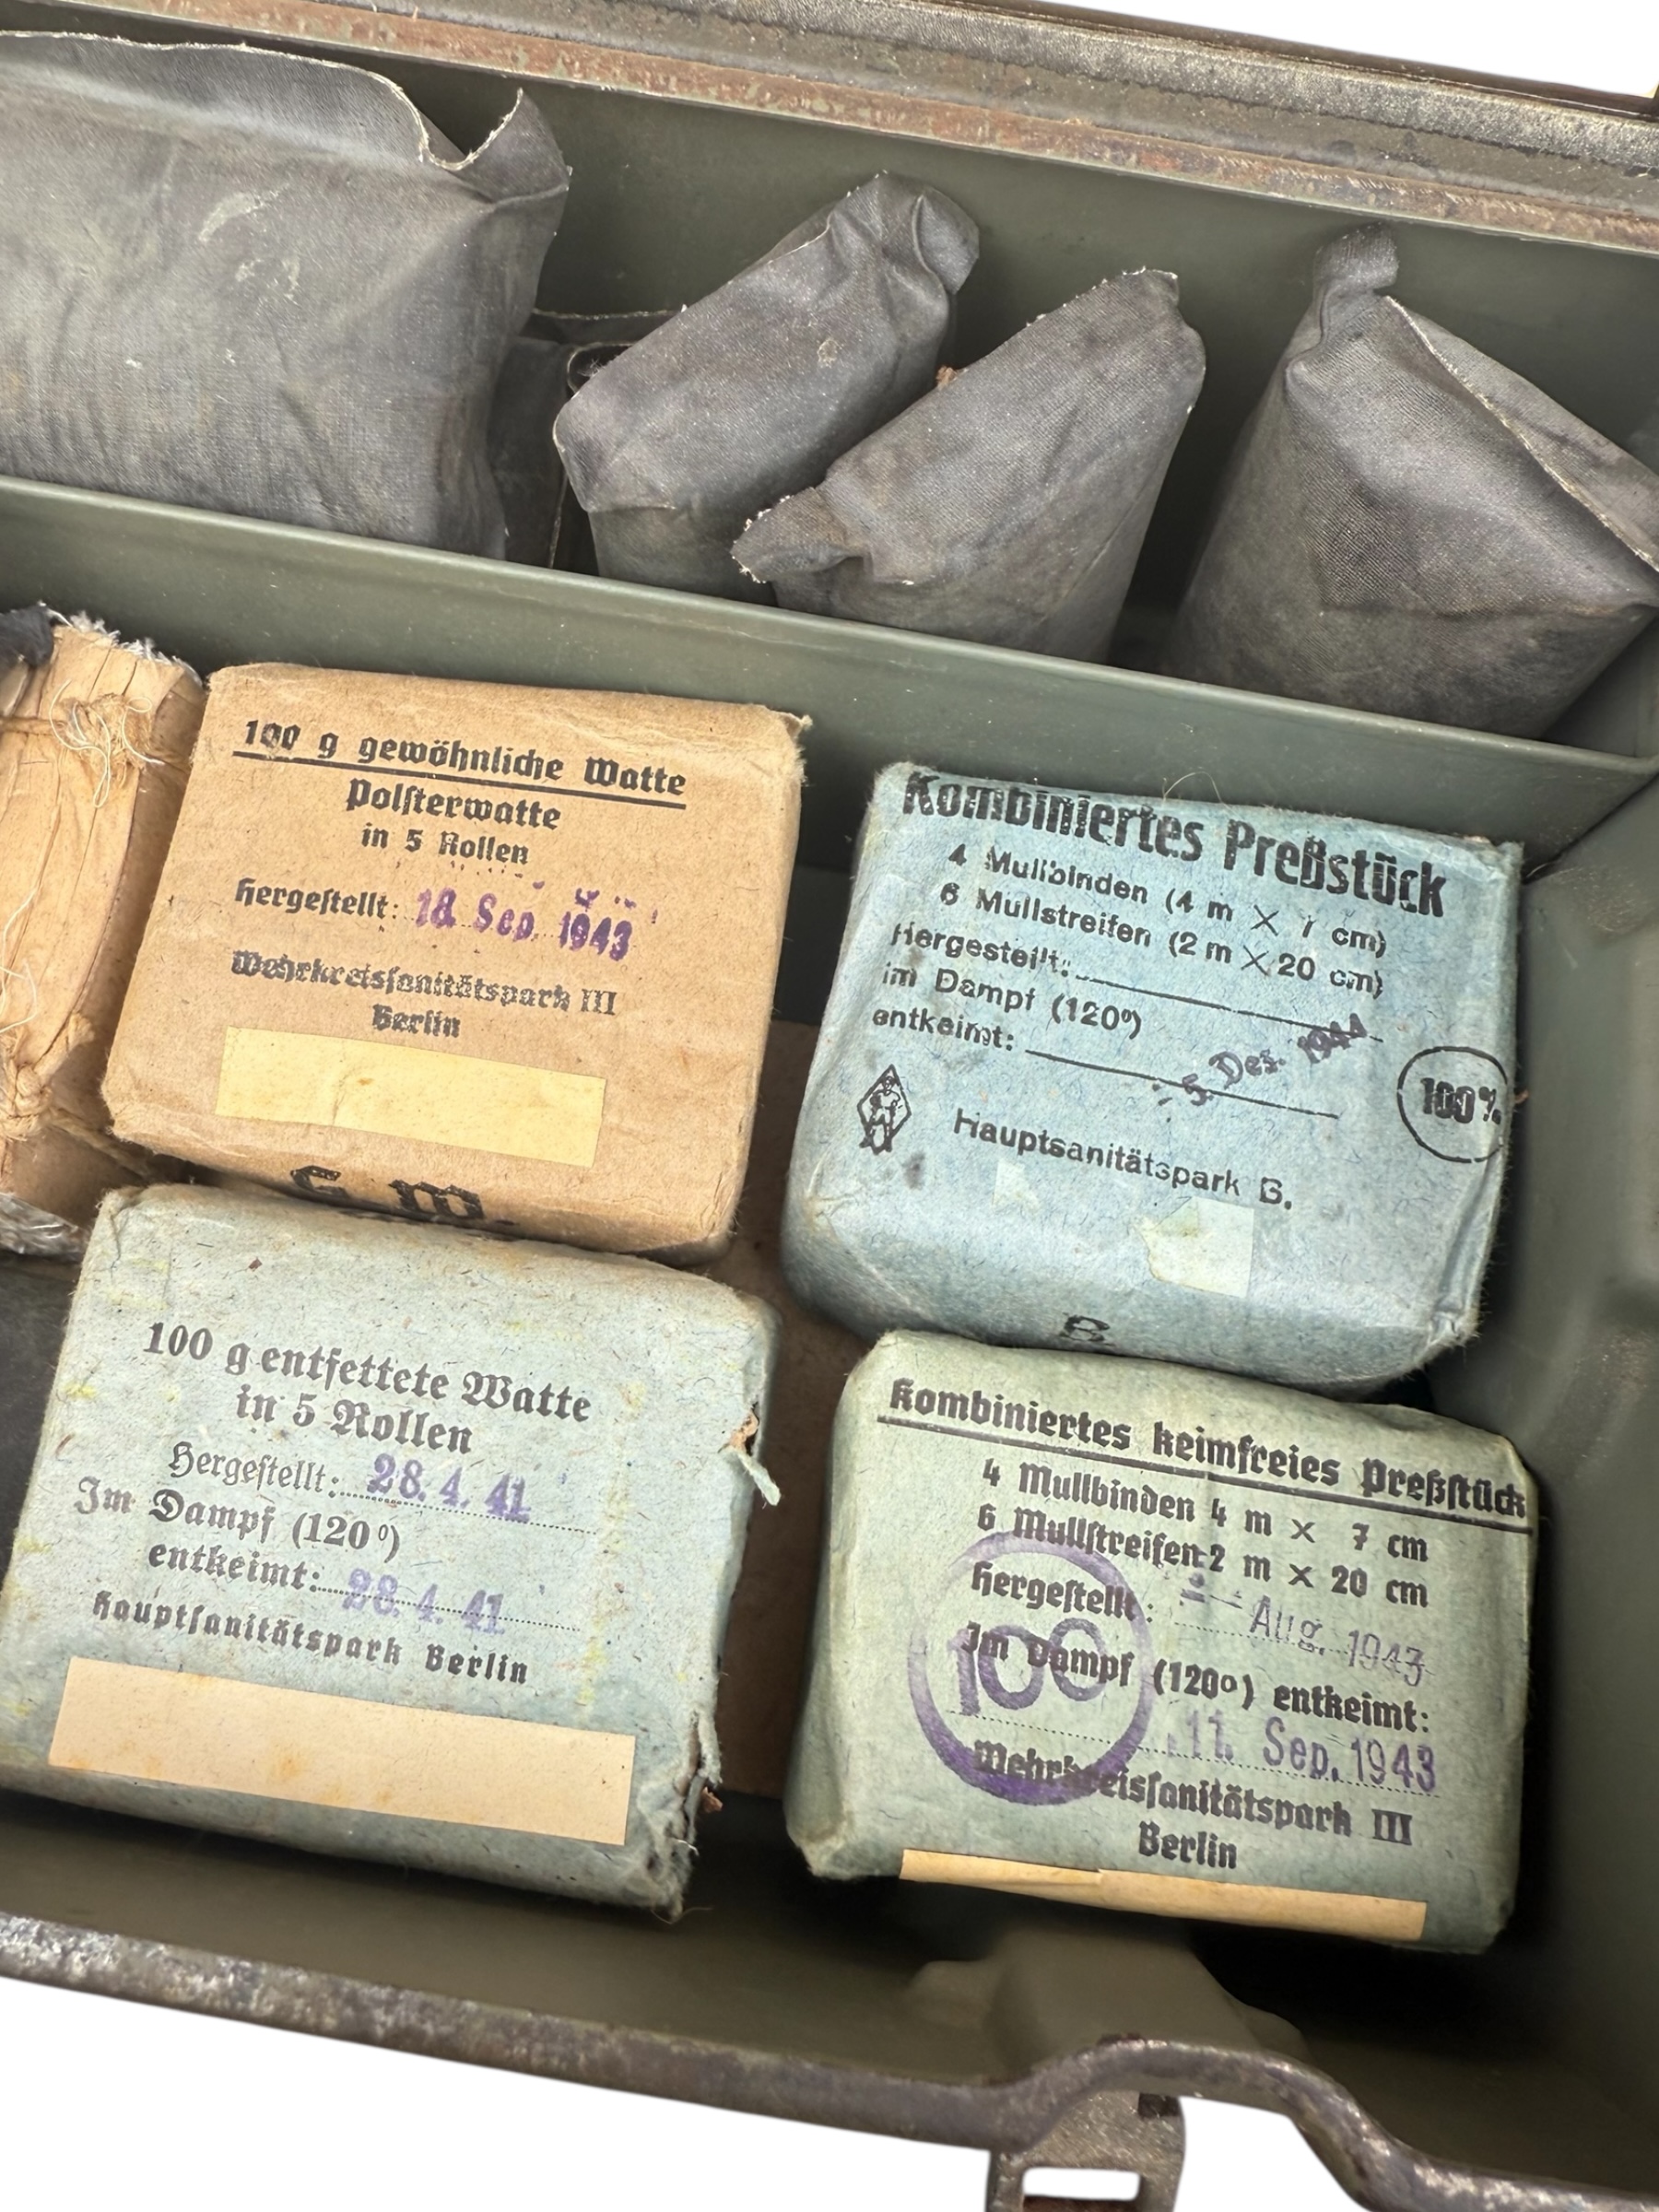 100 g gewöhnliche Watte
Polsterwatte
in 5 Rollen
Hergestellt: 18. Sep. 1943
Wehrkreissanitätspark III
Berlin
G. W.
Kombiniertes Preßstück
4 Mullbinden (4 m × 7 cm)
6 Mullstreifen (2 m × 20 cm)
Hergestellt:
im Dampf (120°)
entkeimt: 5. Dez. 1944
100%
Hauptsanitätspark B.
B
100 g entfettete Watte
in 5 Rollen
Hergestellt: 28. 4. 41
Im Dampf (120°)
entkeimt: 28. 4. 41
Hauptsanitätspark Berlin
Kombiniertes keimfreies Preßstück
4 Mullbinden 4 m × 7 cm
6 Mullstreifen 2 m × 20 cm
Hergestellt: Aug. 1943
Im Dampf (120°) entkeimt:
100
11. Sep. 1943
Wehrkreissanitätspark III
Berlin